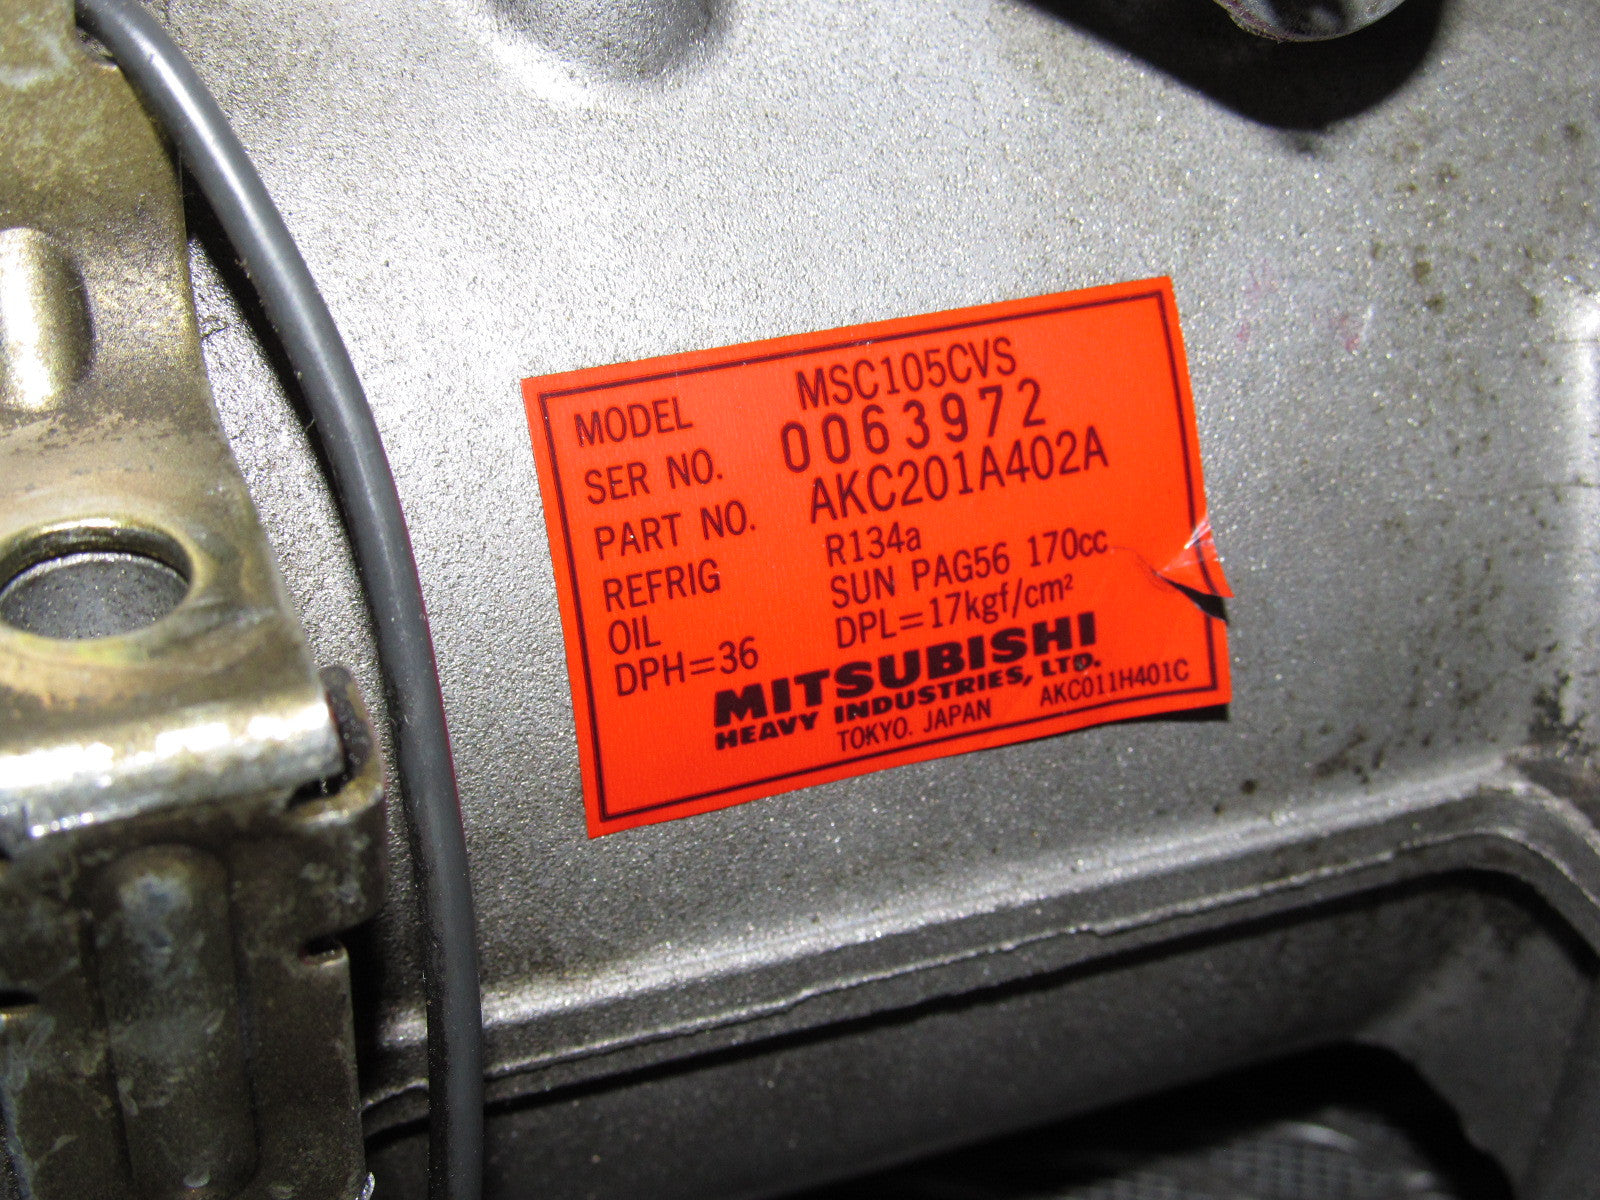 MODEL MSC105CVS
SER NO. 0063972
PART NO. AKC201A402A
REFRIG R134a
OIL SUN PAG56 170cc
DPH=36 DPL=17kgf/cm²
MITSUBISHI
HEAVY INDUSTRIES, LTD.
TOKYO. JAPAN AKC011H401C